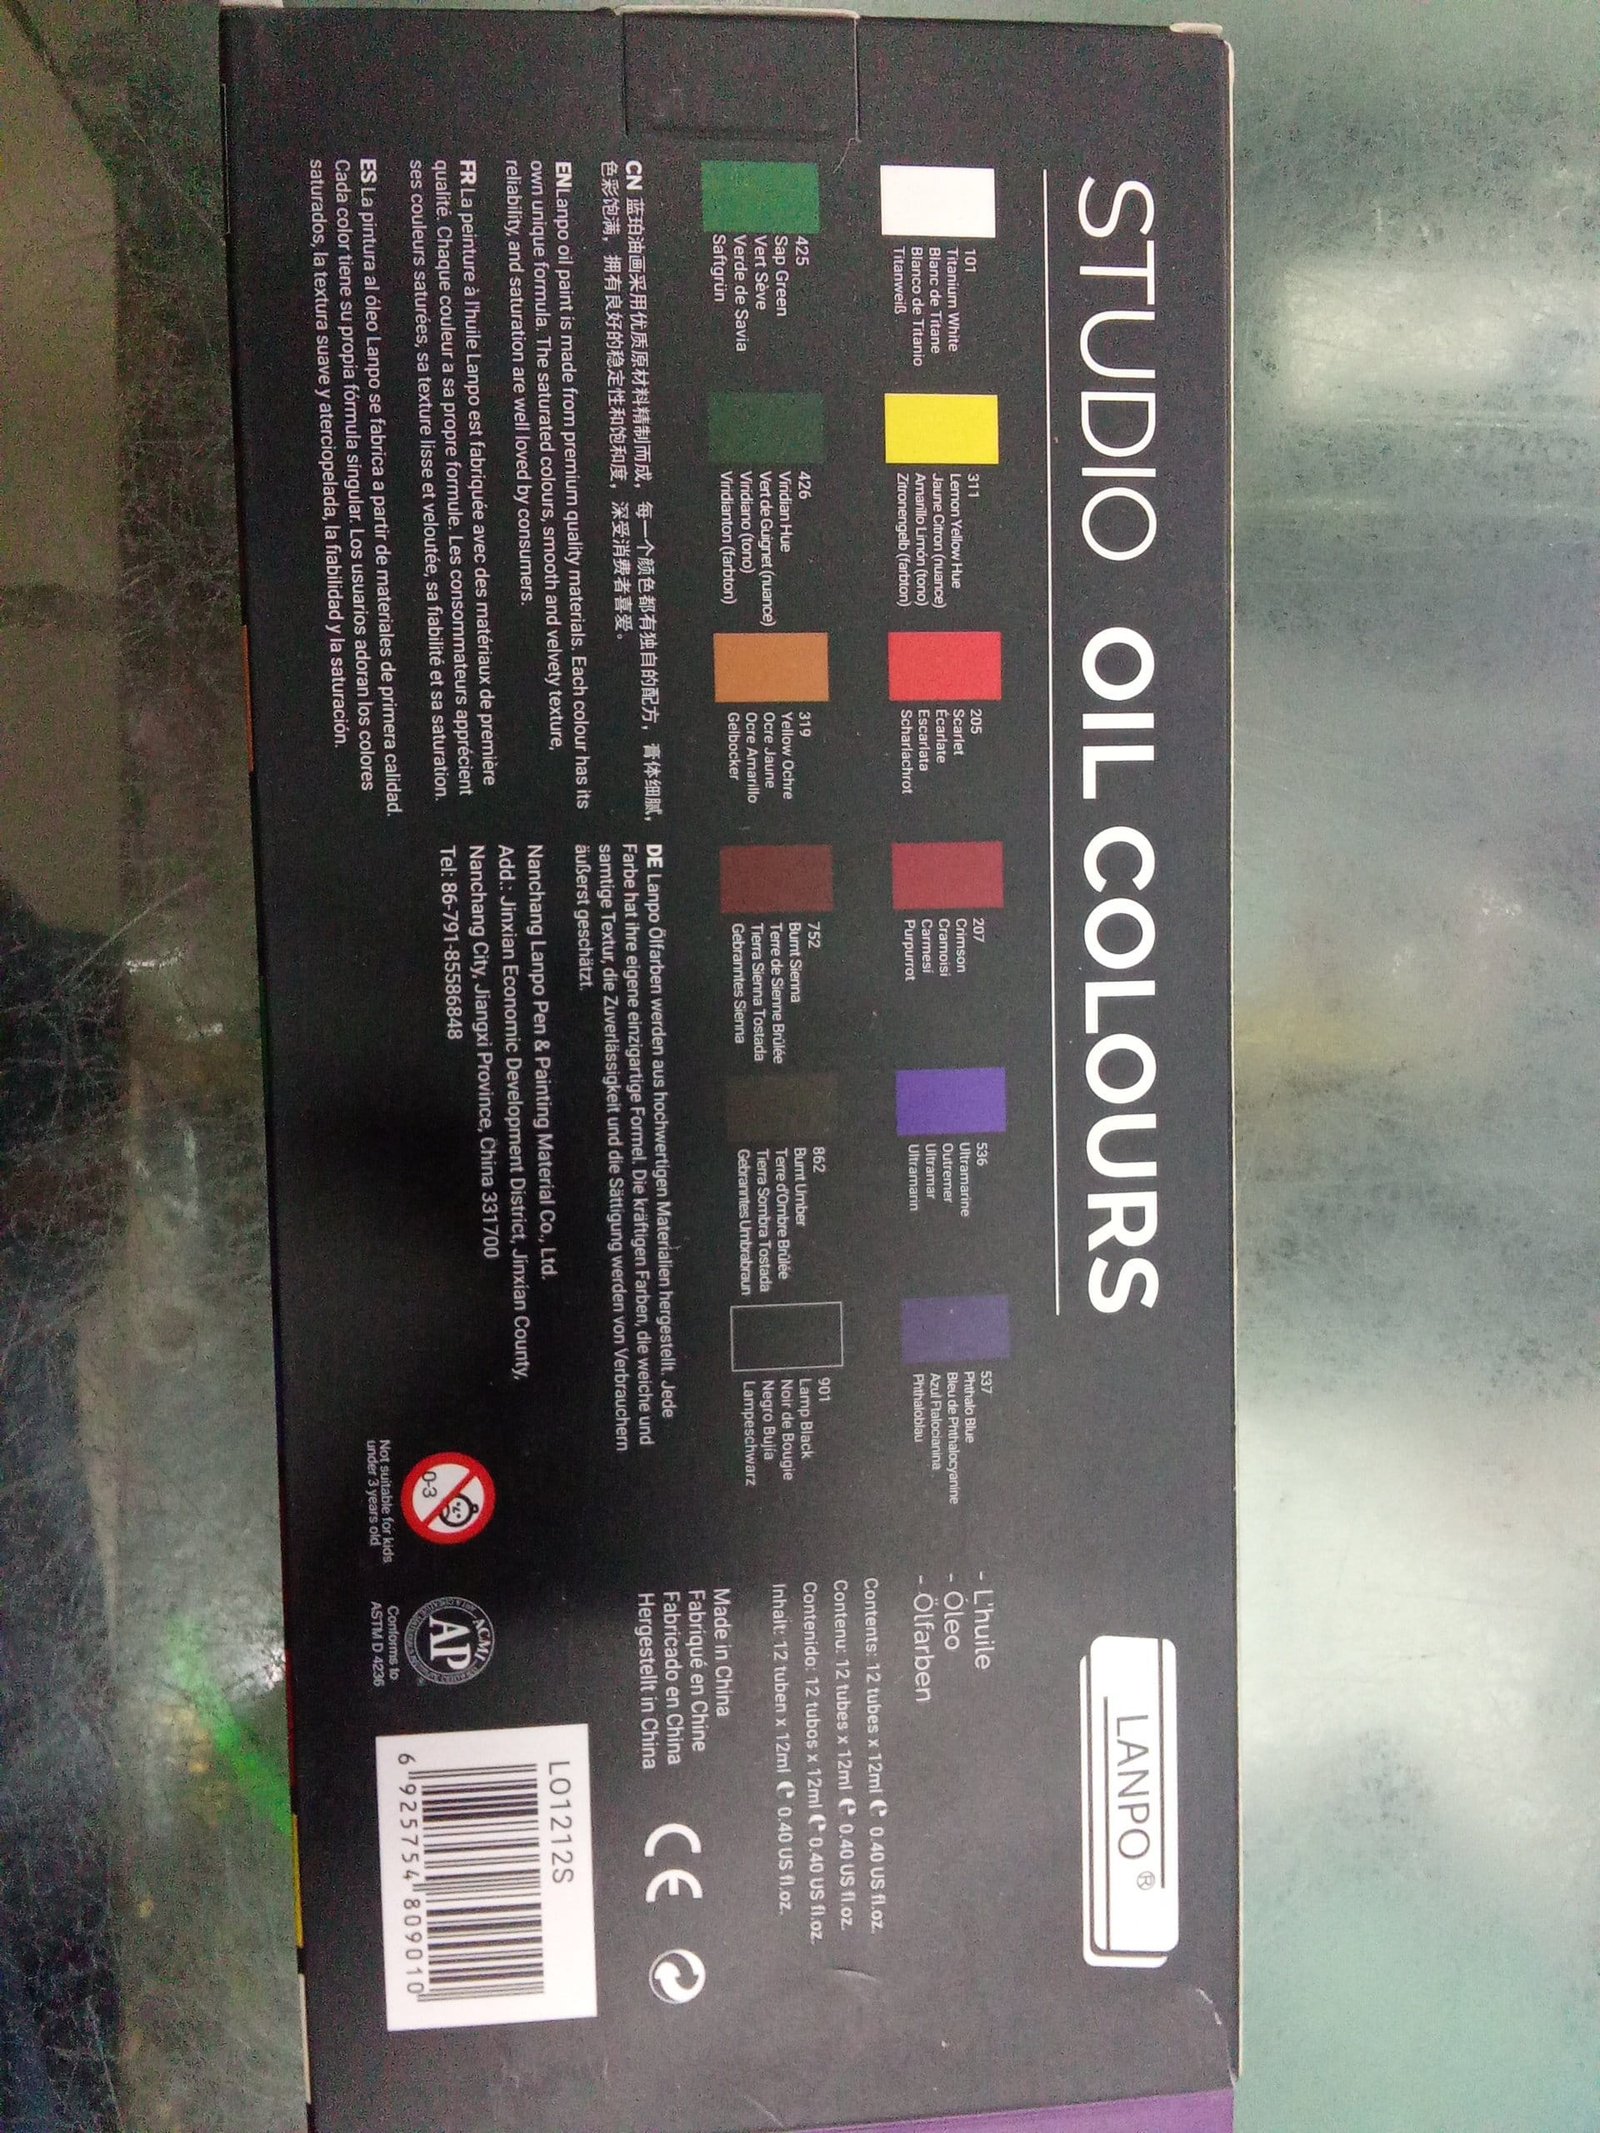 STUDIO OIL COLOURS
LANPO®
101
Titanium White
Blanc de Titane
Blanco de Titanio
Titanweiß
311
Lemon Yellow Hue
Jaune Citron (nuance)
Amarillo Limón (tono)
Zitronengelb (farbton)
205
Scarlet
Écarlate
Escarlata
Scharlachrot
207
Crimson
Cramoisi
Carmesí
Purpurrot
536
Ultramarine
Outremer
Ultramar
Ultramarin
537
Phthalo Blue
Bleu de Phthalocyanine
Azul Ftalocianina
Phthaloblau
425
Sap Green
Vert Sève
Verde de Savia
Saftgrün
426
Viridian Hue
Vert de Guignet (nuance)
Viridiano (tono)
Viridianton (farbton)
319
Yellow Ochre
Ocre Jaune
Ocre Amarillo
Gelbocker
752
Burnt Sienna
Terre de Sienne Brûlée
Tierra Sienna Tostada
Gebranntes Sienna
862
Burnt Umber
Terre d'Ombre Brûlée
Tierra Sombra Tostada
Gebranntes Umbrabraun
901
Lamp Black
Noir de Bougie
Negro Bujía
Lampeschwarz
- L'huile
- Óleo
- Ölfarben
Contents: 12 tubes x 12ml ℮ 0.40 US fl.oz.
Contenu: 12 tubes x 12ml ℮ 0.40 US fl.oz.
Contenido: 12 tubos x 12ml ℮ 0.40 US fl.oz.
Inhalt: 12 tuben x 12ml ℮ 0.40 US fl.oz.
CN 蓝珀油画采用优质原材料精制而成，每一个颜色都有独自的配方，膏体细腻，
色彩饱满，拥有良好的稳定性和饱和度，深受消费者喜爱。
EN Lanpo oil paint is made from premium quality materials. Each colour has its
own unique formula. The saturated colours, smooth and velvety texture,
reliability, and saturation are well loved by consumers.
FR La peinture à l'huile Lanpo est fabriquée avec des matériaux de première
qualité. Chaque couleur a sa propre formule. Les consommateurs apprécient
ses couleurs saturées, sa texture lisse et veloutée, sa fiabilité et sa saturation.
ES La pintura al óleo Lanpo se fabrica a partir de materiales de primera calidad.
Cada color tiene su propia fórmula singular. Los usuarios adoran los colores
saturados, la textura suave y aterciopelada, la fiabilidad y la saturación.
DE Lanpo Ölfarben werden aus hochwertigen Materialien hergestellt. Jede
Farbe hat ihre eigene einzigartige Formel. Die kräftigen Farben, die weiche und
samtige Textur, die Zuverlässigkeit und die Sättigung werden von Verbrauchern
äußerst geschätzt.
Nanchang Lanpo Pen & Painting Material Co., Ltd.
Add.: Jinxian Economic Development District, Jinxian County,
Nanchang City, Jiangxi Province, China 331700
Tel: 86-791-85586848
0-3
Not suitable for kids
under 3 years old
ACMI
AP
Conforms to
ASTM D 4236
Made in China
Fabriqué en Chine
Fabricado en China
Hergestellt in China
CE
LO1212S
6 925754 809010